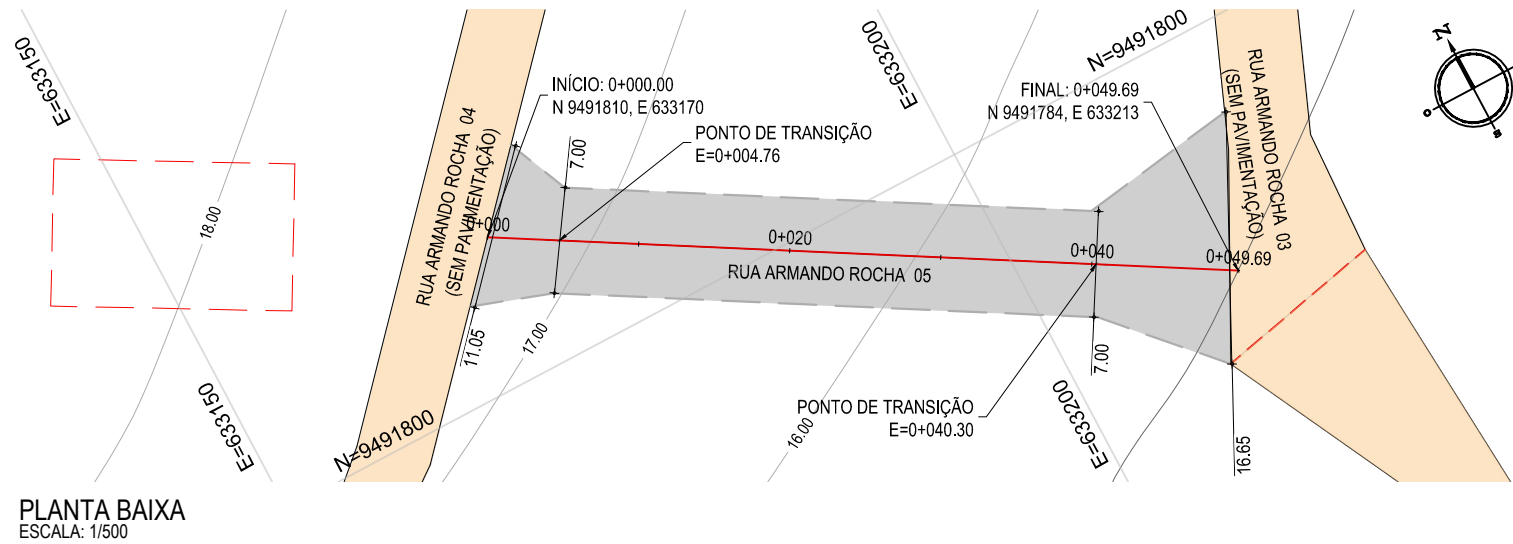 E=633150
18.00
RUA ARMANDO ROCHA 04
(SEM PAVIMENTAÇÃO)
INÍCIO: 0+000.00
N 9491810, E 633170
7.00
PONTO DE TRANSIÇÃO
E=0+004.76
E=633200
N=9491800
FINAL: 0+049.69
N 9491784, E 633213
RUA ARMANDO ROCHA 03
(SEM PAVIMENTAÇÃO)
N
O
S
0+000
0+020
0+040
0+049.69
RUA ARMANDO ROCHA 05
11.05
17.00
7.00
E=633150
N=9491800
16.00
PONTO DE TRANSIÇÃO
E=0+040.30
E=633200
16.65
PLANTA BAIXA
ESCALA: 1/500